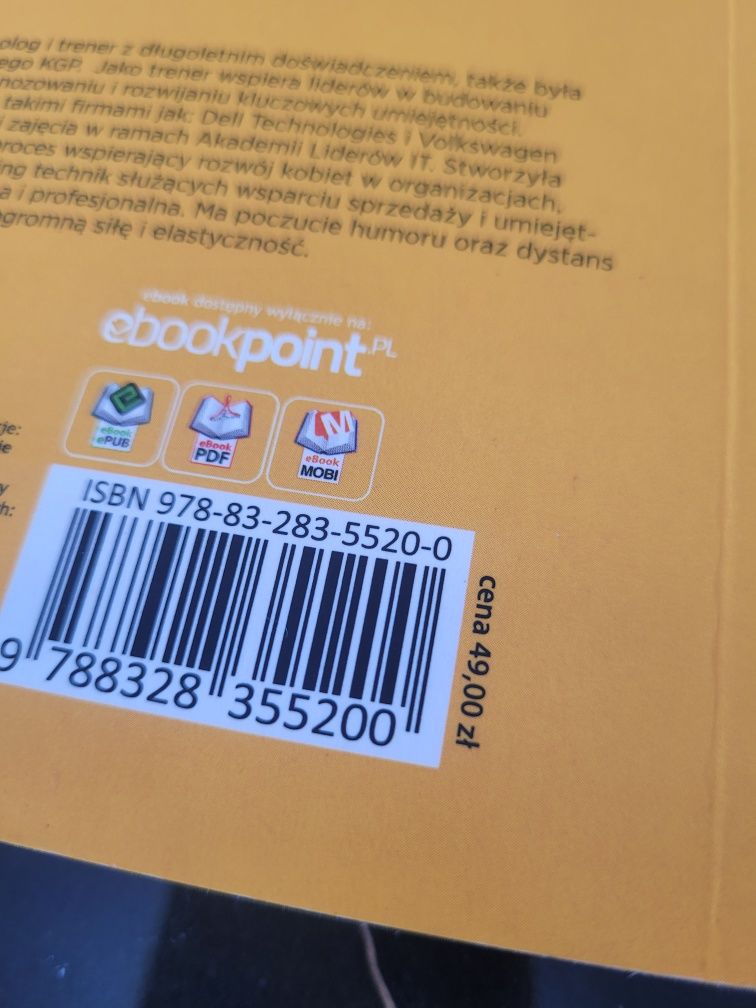 olog i trener z długoletnim doświadczeniem, także była
ego KGP. Jako trener wspiera liderów w budowaniu
nozowaniu i rozwijaniu kluczowych umiejętności.
takimi firmami jak: Dell Technologies i Volkswagen
i zajęcia w ramach Akademii Liderów IT. Stworzyła
proces wspierający rozwój kobiet w organizacjach,
ing technik służących wsparciu sprzedaży i umiejęt-
a i profesjonalna. Ma poczucie humoru oraz dystans
ogromną siłę i elastyczność.
ebook dostępny wyłącznie na:
ebookpoint.PL
eBook ePUB
eBook PDF
eBook MOBI
je:
ie
y
h:
ISBN 978-83-283-5520-0
9 788328 355200
cena 49,00 zł